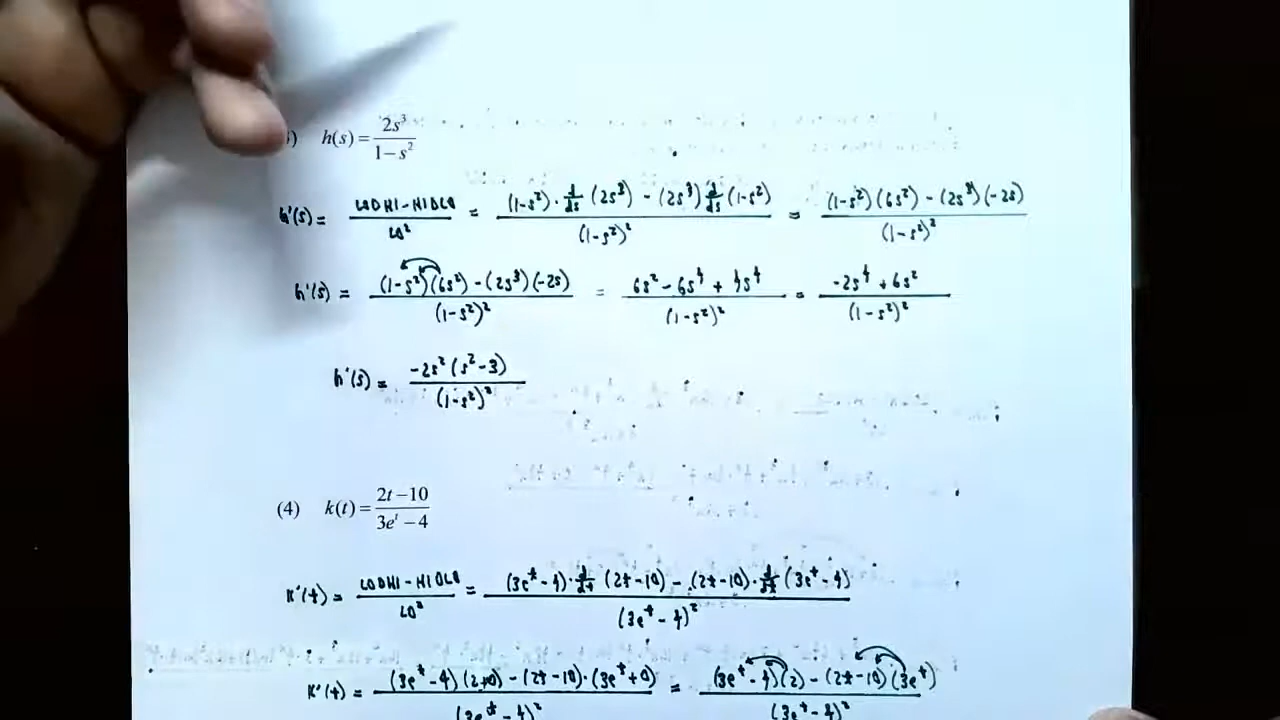 ) h(s) = 2s³ / 1−s²
h'(s) = LODHI−HIDLO / LO² = (1−s²)·d/ds(2s³) − (2s³)d/ds(1−s²) / (1−s²)² = (1−s²)(6s²) − (2s³)(−2s) / (1−s²)²
h'(s) = (1−s²)(6s²) − (2s³)(−2s) / (1−s²)² = 6s² − 6s⁴ + 4s⁴ / (1−s²)² = −2s⁴ + 6s² / (1−s²)²
h'(s) = −2s²(s²−3) / (1−s²)²
(4) k(t) = 2t−10 / 3eᵗ−4
K'(t) = LODHI−HIDLO / LO² = (3eᵗ−4)·d/dt(2t−10) − (2t−10)·d/dt(3eᵗ−4) / (3eᵗ−4)²
K'(t) = (3eᵗ−4)(2+0) − (2t−10)·(3eᵗ+0) / (3eᵗ−4)² = (3eᵗ−4)(2) − (2t−10)(3eᵗ) / (3eᵗ−4)²